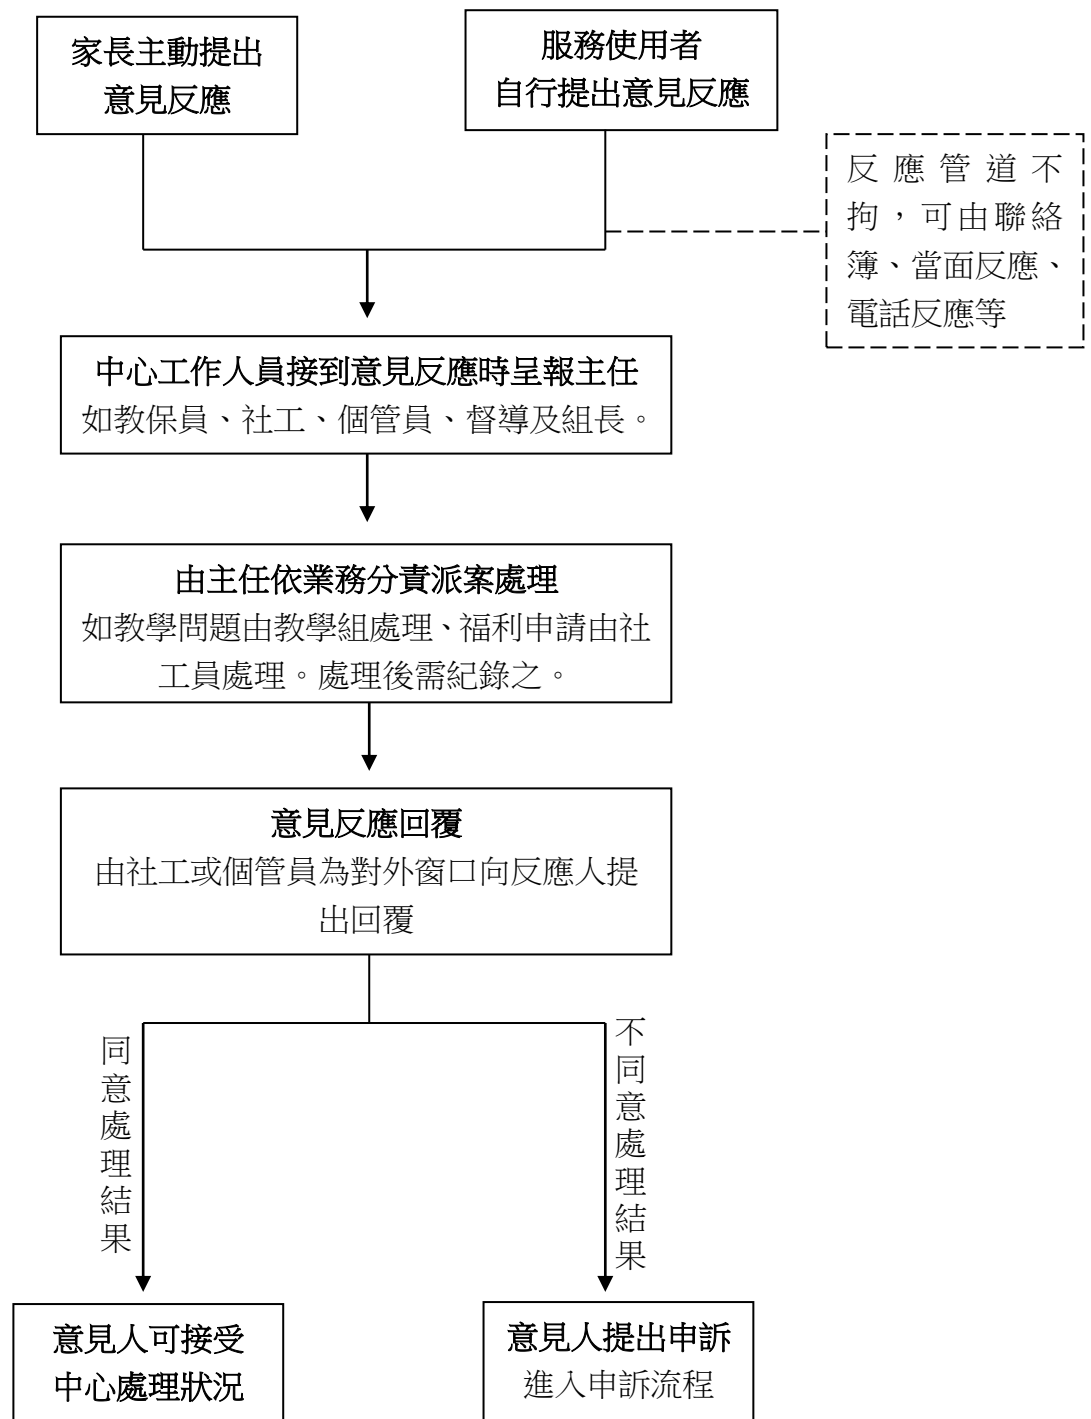 家長主動提出
意見反應
服務使用者
自行提出意見反應
反應管道不
拘，可由聯絡
簿、當面反應、
電話反應等
中心工作人員接到意見反應時呈報主任
如教保員、社工、個管員、督導及組長。
由主任依業務分責派案處理
如教學問題由教學組處理、福利申請由社
工員處理。處理後需紀錄之。
意見反應回覆
由社工或個管員為對外窗口向反應人提
出回覆
同意處理結果
不同意處理結果
意見人可接受
中心處理狀況
意見人提出申訴
進入申訴流程